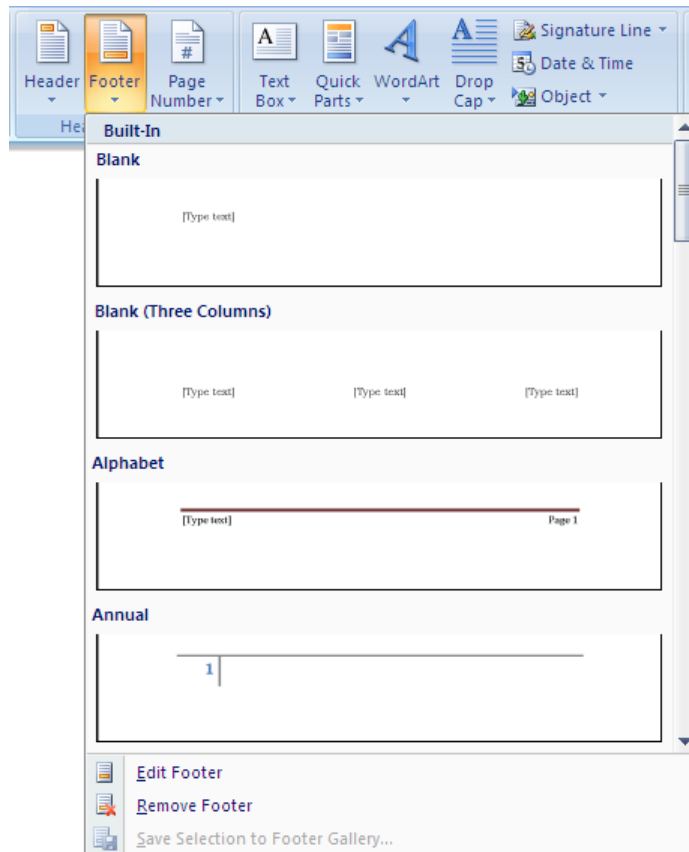 Header Footer Page Number
Text Box Quick Parts WordArt Drop Cap
Signature Line
Date & Time
Object
Built-In
Blank
[Type text]
Blank (Three Columns)
[Type text] [Type text] [Type text]
Alphabet
[Type text] Page 1
Annual
1
Edit Footer
Remove Footer
Save Selection to Footer Gallery...